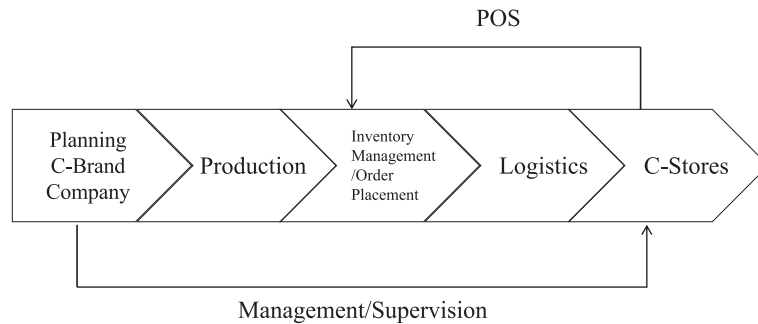 POS
Planning
C-Brand
Company
Production
Inventory
Management
/Order
Placement
Logistics
C-Stores
Management/Supervision